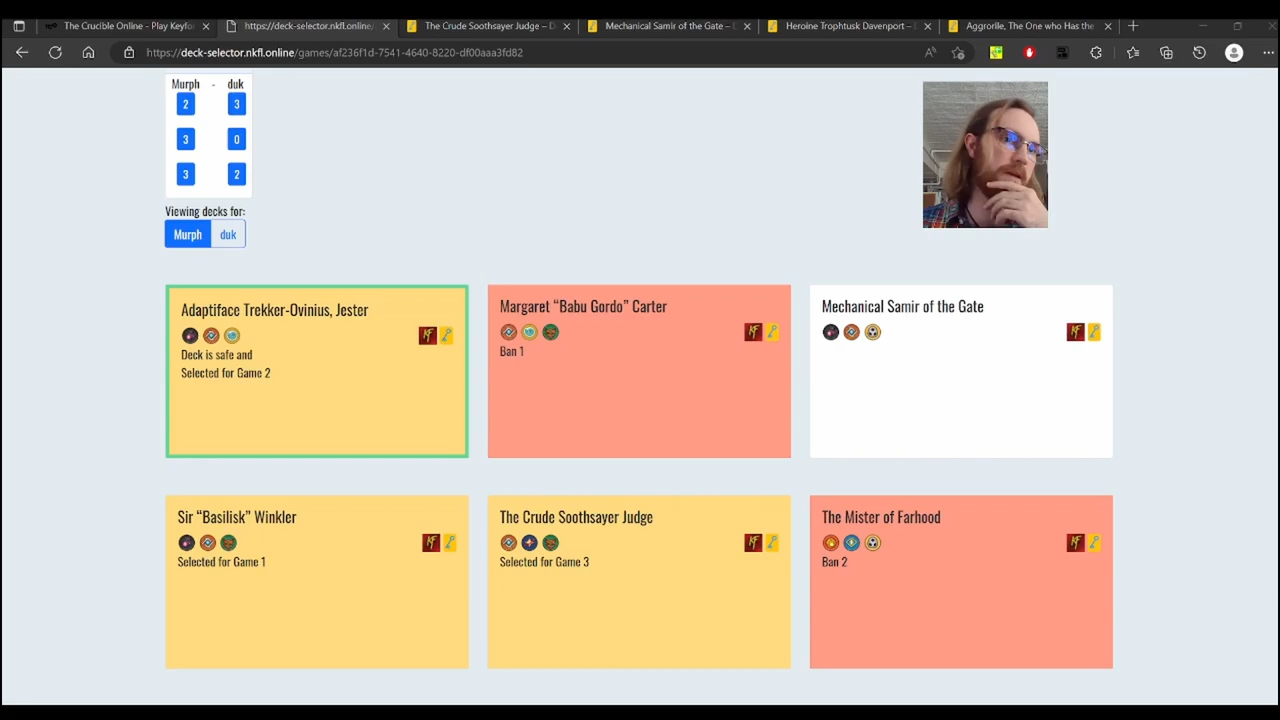 The Crucible Online - Play Keyfor
https://deck-selector.nkfl.online/
The Crude Soothsayer Judge – D
Mechanical Samir of the Gate –
Heroine Trophtusk Davenport –
Aggrorile, The One who Has the
https://deck-selector.nkfl.online/games/af236f1d-7541-4640-8220-df00aaa3fd82
Murph - duk
2 3
3 0
3 2
Viewing decks for:
Murph duk
Adaptiface Trekker-Ovinius, Jester
Deck is safe and
Selected for Game 2
Margaret “Babu Gordo” Carter
Ban 1
Mechanical Samir of the Gate
Sir “Basilisk” Winkler
Selected for Game 1
The Crude Soothsayer Judge
Selected for Game 3
The Mister of Farhood
Ban 2